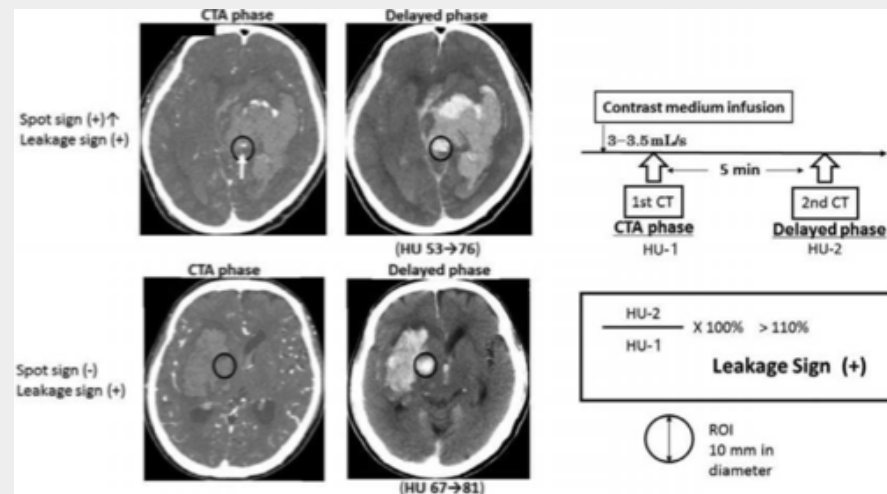 CTA phase
Delayed phase
Spot sign (+)↑
Leakage sign (+)
(HU 53→76)
CTA phase
Delayed phase
Spot sign (-)
Leakage sign (+)
(HU 67→81)
Contrast medium infusion
3–3.5 mL/s
5 min
1st CT
2nd CT
CTA phase
Delayed phase
HU-1
HU-2
HU-2
X 100% > 110%
HU-1
Leakage Sign (+)
ROI
10 mm in
diameter